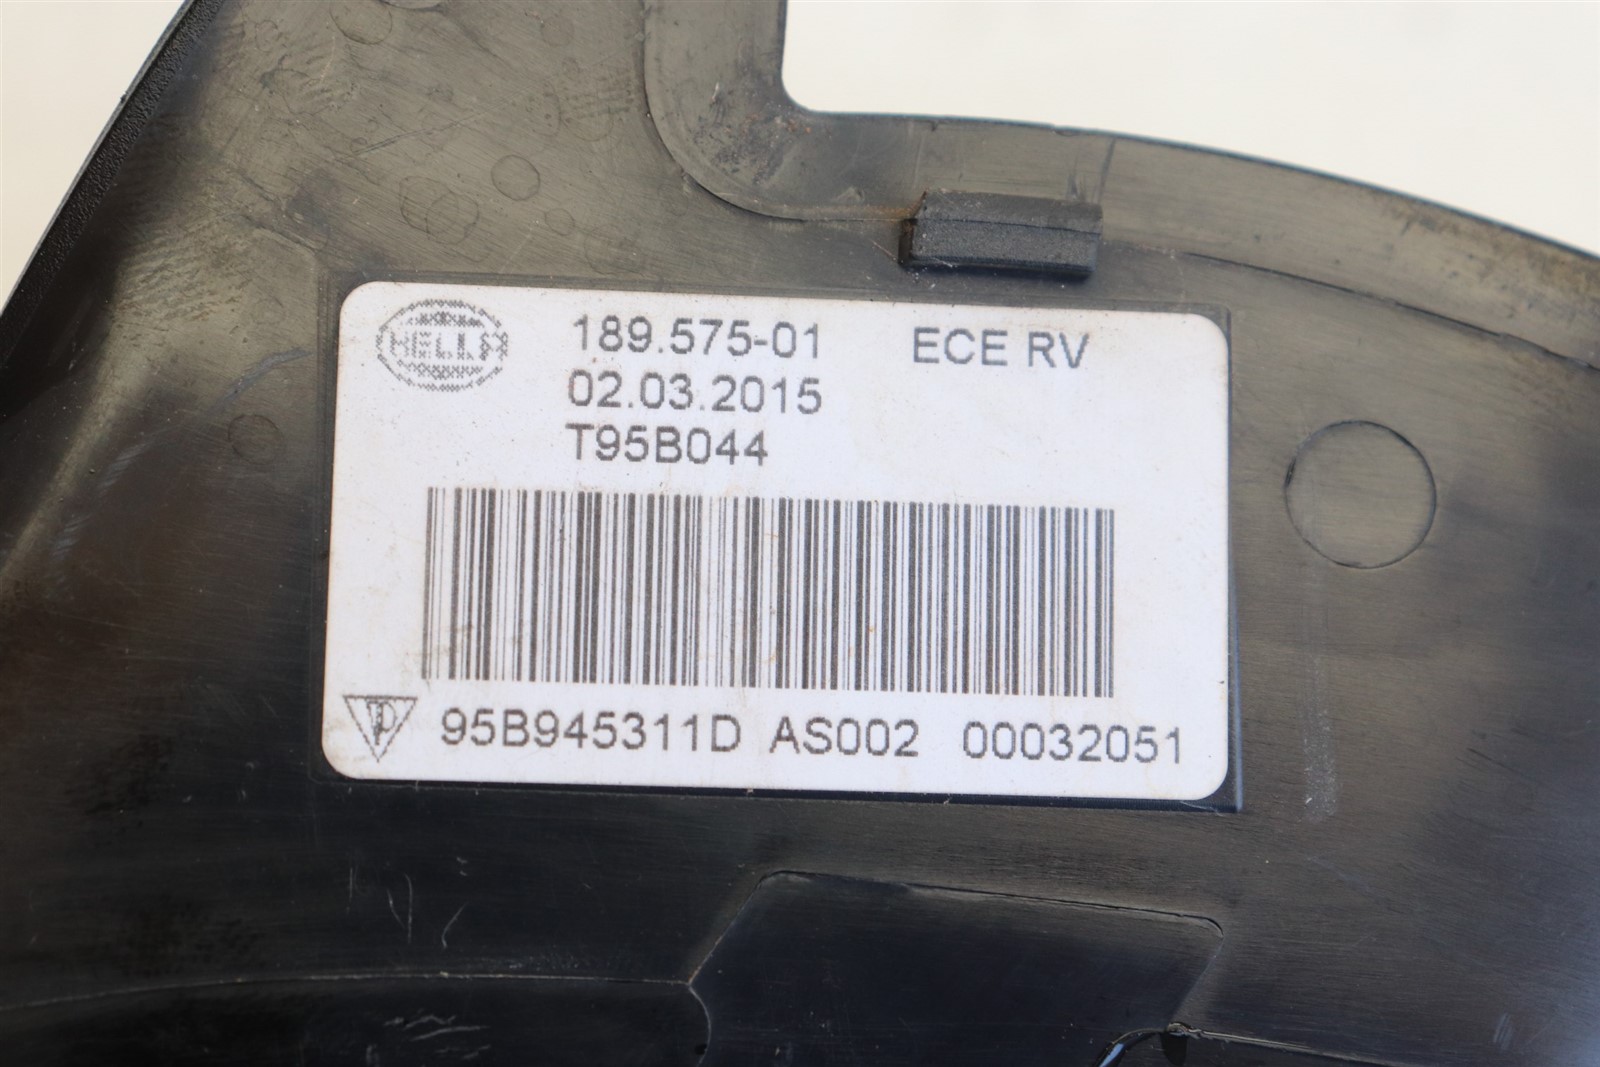 HELLA
189.575-01 ECE RV
02.03.2015
T95B044
95B945311D AS002 00032051